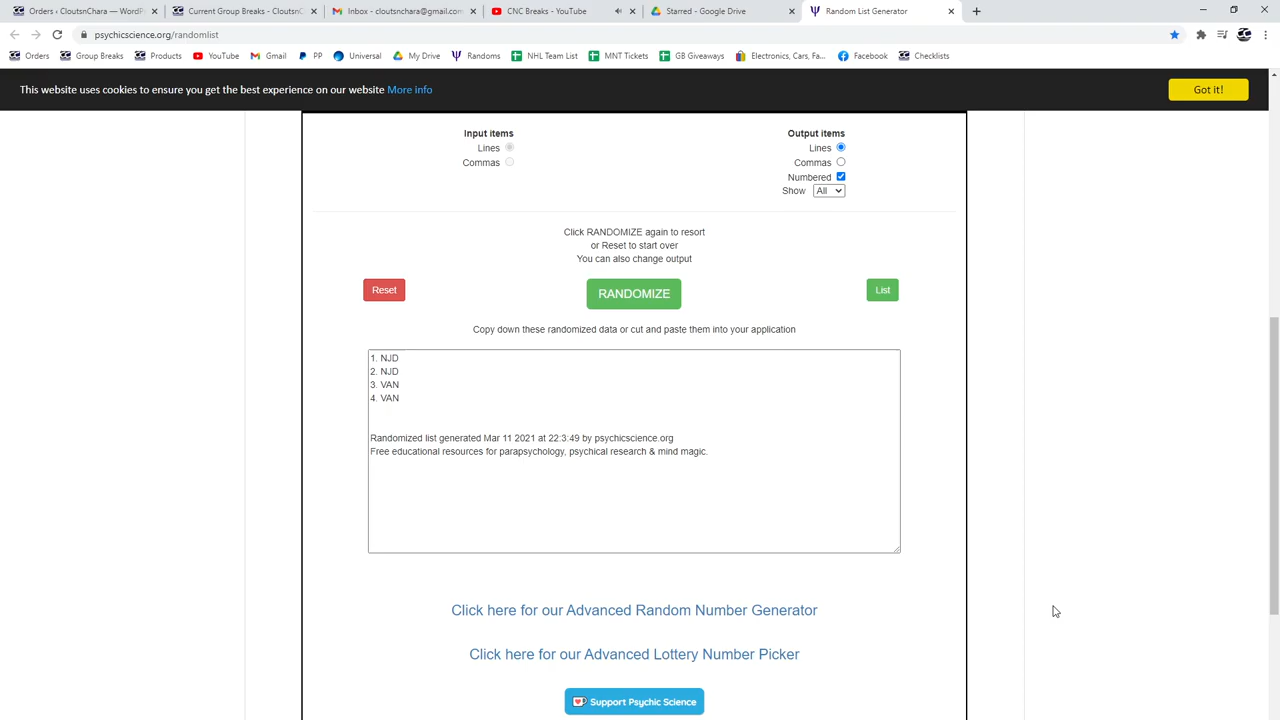 Orders ‹ CloutsnChara — WordP
Current Group Breaks - CloutsnC
Inbox - cloutsnchara@gmail.com
CNC Breaks - YouTube
Starred - Google Drive
Random List Generator
psychicscience.org/randomlist
Orders
Group Breaks
Products
YouTube
Gmail
PP
Universal
My Drive
Randoms
NHL Team List
MNT Tickets
GB Giveaways
Electronics, Cars, Fa...
Facebook
Checklists
This website uses cookies to ensure you get the best experience on our website More info
Got it!
Input items
Output items
Lines
Lines
Commas
Commas
Numbered
Show All
Click RANDOMIZE again to resort
or Reset to start over
You can also change output
Reset
RANDOMIZE
List
Copy down these randomized data or cut and paste them into your application
1. NJD
2. NJD
3. VAN
4. VAN
Randomized list generated Mar 11 2021 at 22:3:49 by psychicscience.org
Free educational resources for parapsychology, psychical research & mind magic.
Click here for our Advanced Random Number Generator
Click here for our Advanced Lottery Number Picker
Support Psychic Science